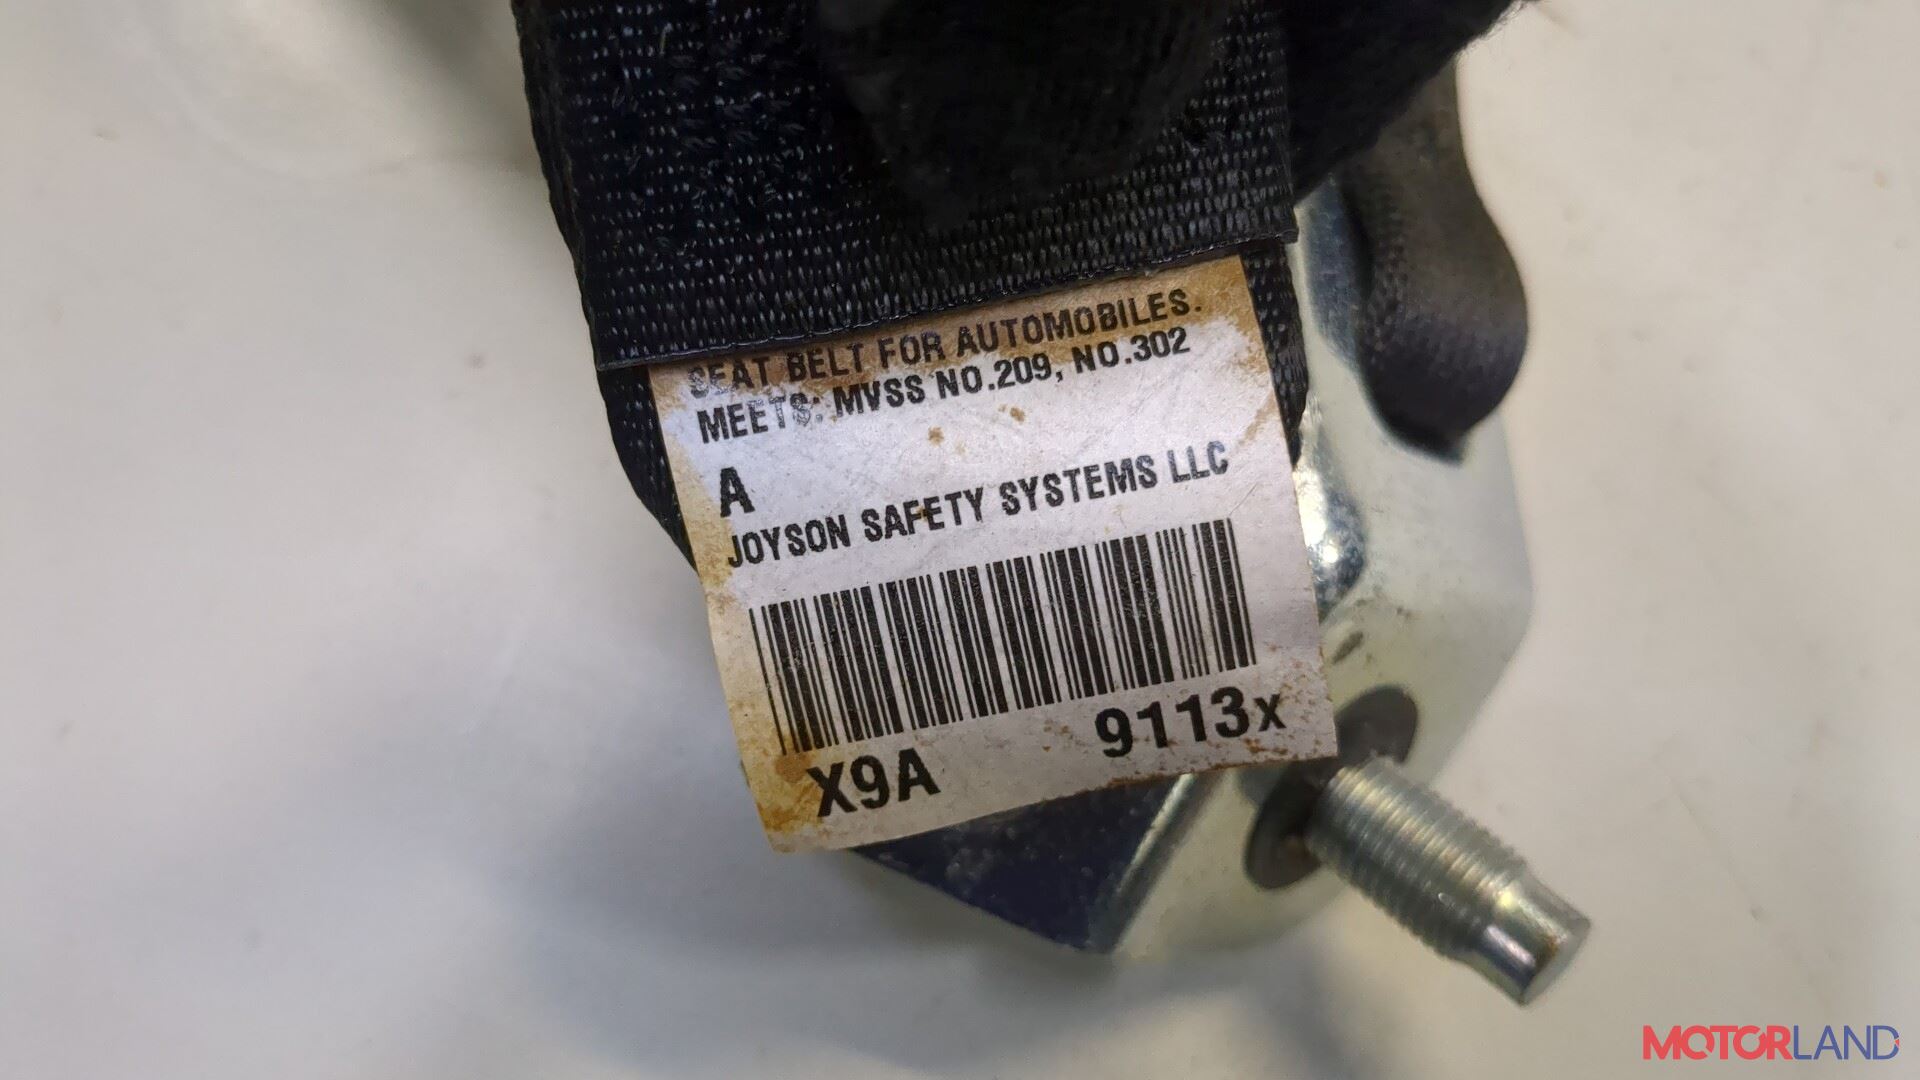 SEAT BELT FOR AUTOMOBILES.
MEETS: MVSS NO.209, NO.302
A
JOYSON SAFETY SYSTEMS LLC
X9A 9113x
MOTORLAND